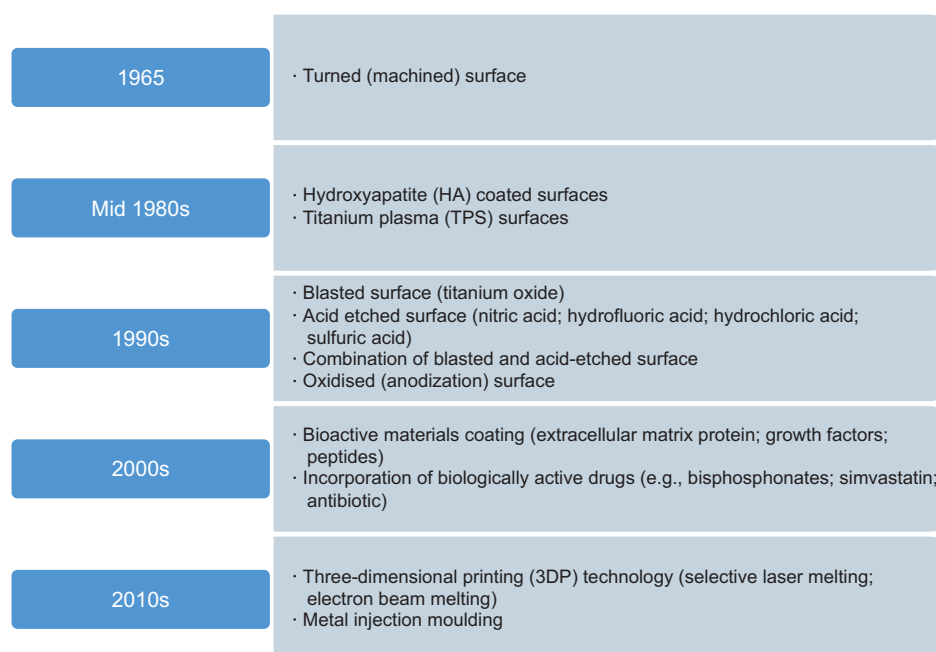 1965
· Turned (machined) surface
Mid 1980s
· Hydroxyapatite (HA) coated surfaces
· Titanium plasma (TPS) surfaces
1990s
· Blasted surface (titanium oxide)
· Acid etched surface (nitric acid; hydrofluoric acid; hydrochloric acid;
sulfuric acid)
· Combination of blasted and acid-etched surface
· Oxidised (anodization) surface
2000s
· Bioactive materials coating (extracellular matrix protein; growth factors;
peptides)
· Incorporation of biologically active drugs (e.g., bisphosphonates; simvastatin;
antibiotic)
2010s
· Three-dimensional printing (3DP) technology (selective laser melting;
electron beam melting)
· Metal injection moulding